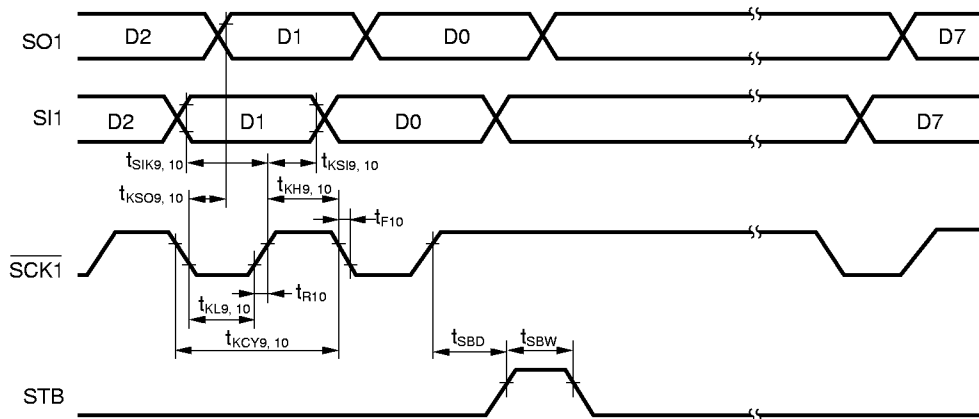 SO1 D2 D1 D0 D7
SI1 D2 D1 D0 D7
tSIK9, 10 tKSI9, 10
tKSO9, 10 tKH9, 10 tF10
SCK1
tKL9, 10 tR10
tKCY9, 10 tSBD tSBW
STB